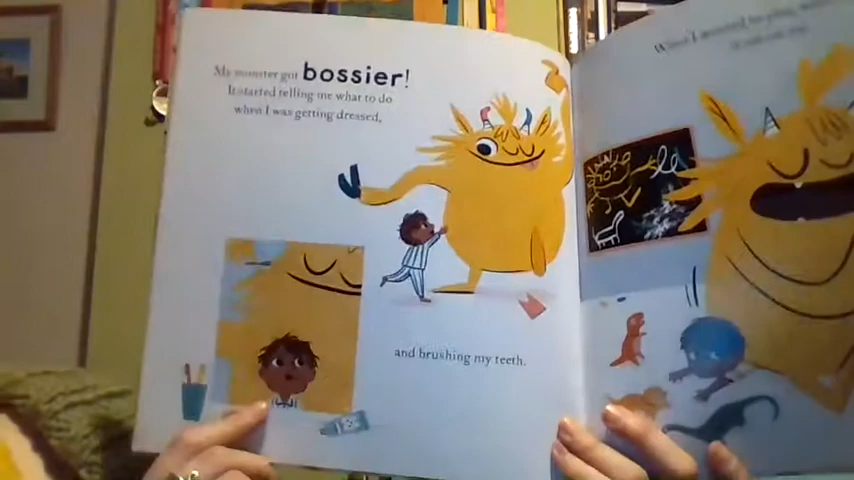 My monster got bossier!
It started telling me what to do
when I was getting dressed,
and brushing my teeth.